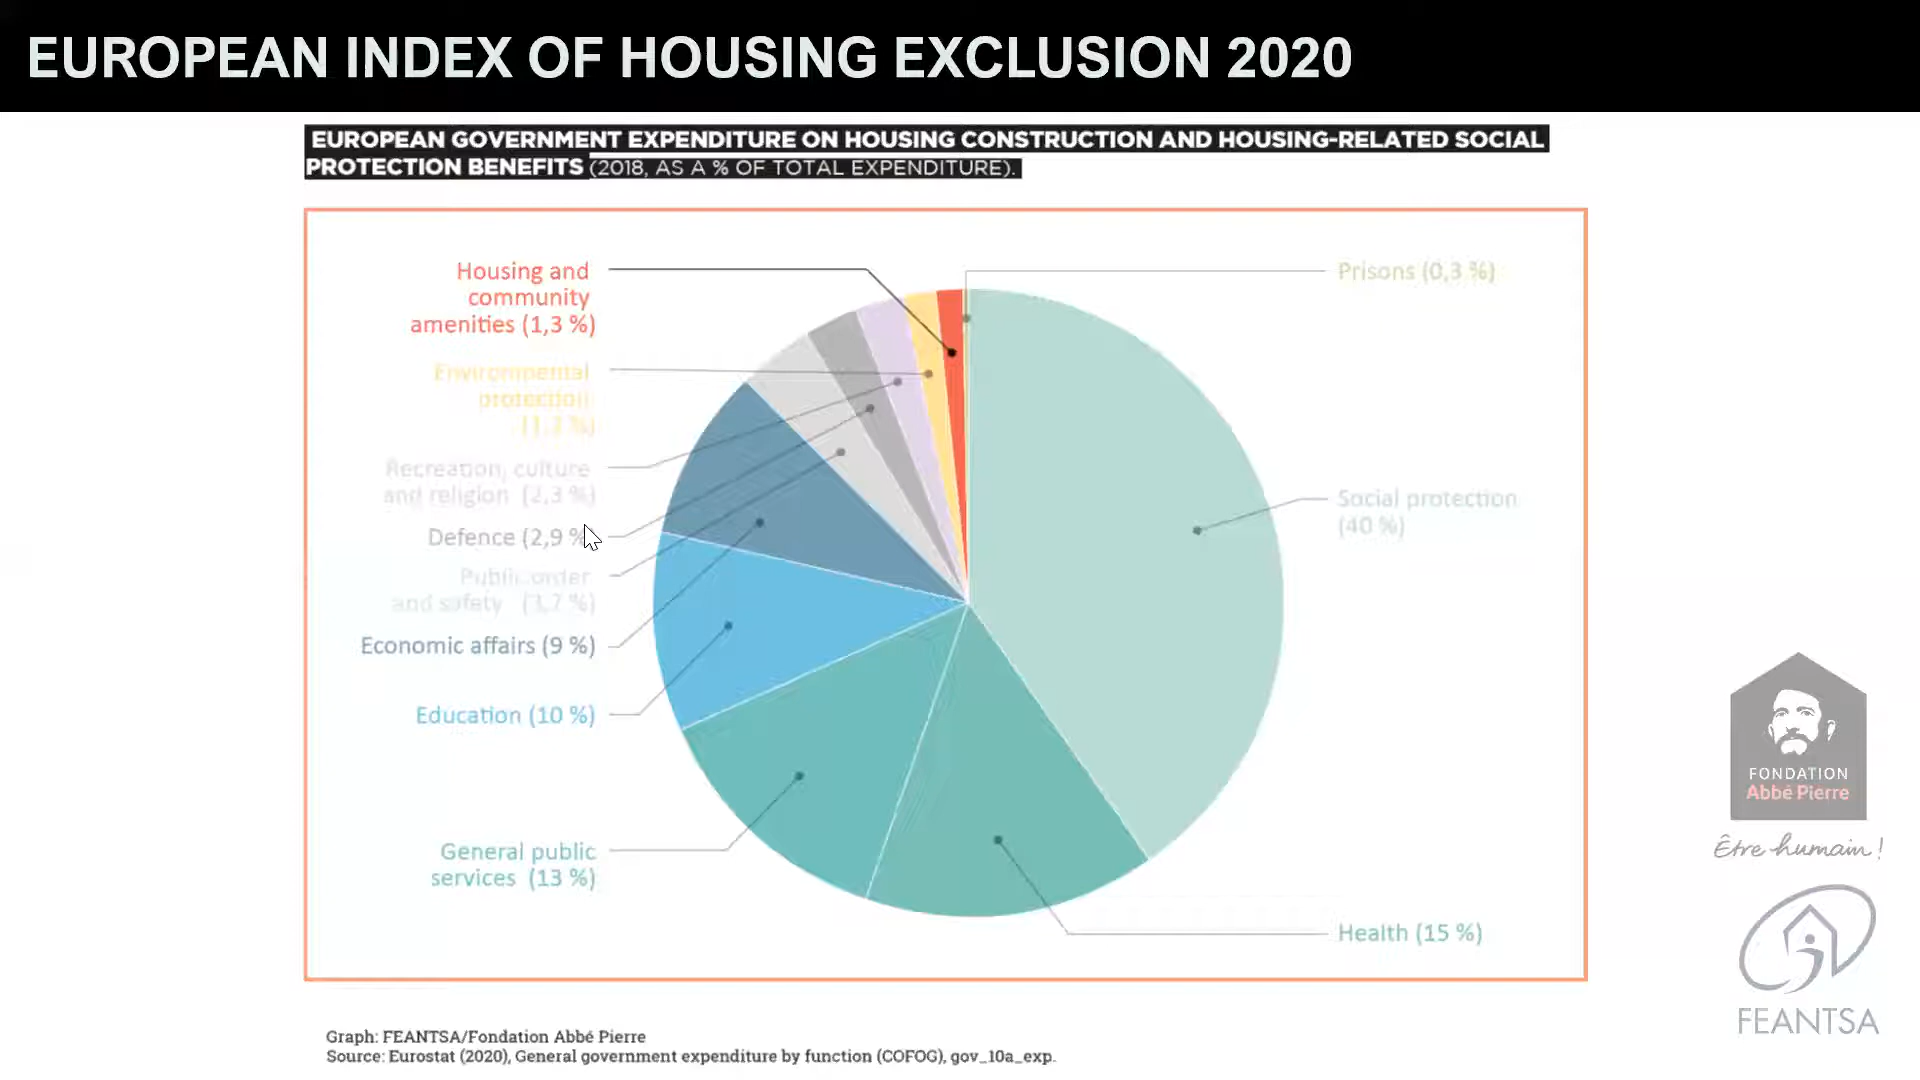 EUROPEAN INDEX OF HOUSING EXCLUSION 2020
EUROPEAN GOVERNMENT EXPENDITURE ON HOUSING CONSTRUCTION AND HOUSING-RELATED SOCIAL
PROTECTION BENEFITS (2018, AS A % OF TOTAL EXPENDITURE).
Housing and
community
amenities (1,3 %)
Environmental
protection
Recreation, culture
and religion (2,3 %)
Defence (2,9 %
Public order
and safety (3,7 %)
Economic affairs (9 %)
Education (10 %)
General public
services (13 %)
Prisons (0,3 %)
Social protection
(40 %)
Health (15 %)
FONDATION
Abbé Pierre
Être humain !
FEANTSA
Graph: FEANTSA/Fondation Abbé Pierre
Source: Eurostat (2020), General government expenditure by function (COFOG), gov_10a_exp.